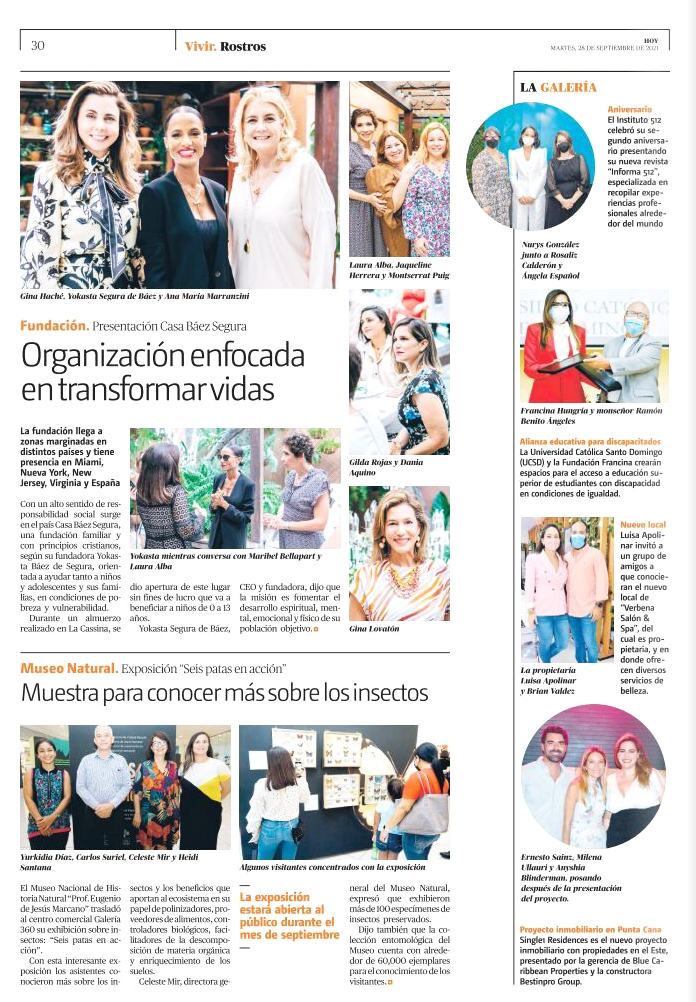 30
Vivir. Rostros
HOY
MARTES, 28 DE SEPTIEMBRE DE 2021
Gina Haché, Yokasta Segura de Báez y Ana María Marranzini
Laura Alba, Jaqueline
Herrera y Montserrat Puig
Fundación. Presentación Casa Báez Segura
Organización enfocada
en transformar vidas
La fundación llega a
zonas marginadas en
distintos países y tiene
presencia en Miami,
Nueva York, New
Jersey, Virginia y España
Con un alto sentido de res-
ponsabilidad social surge
en el país Casa Báez Segura,
una fundación familiar y
con principios cristianos,
según su fundadora Yokas-
ta Báez de Segura, orien-
tada a ayudar tanto a niños
y adolescentes y sus fami-
lias, en condiciones de po-
breza y vulnerabilidad.
Durante un almuerzo
realizado en La Cassina, se
Yokasta mientras conversa con Maribel Bellapart y
Laura Alba
dio apertura de este lugar
sin fines de lucro que va a
beneficiar a niños de 0 a 13
años.
Yokasta Segura de Báez,
CEO y fundadora, dijo que
la misión es fomentar el
desarrollo espiritual, men-
tal, emocional y físico de su
población objetivo.
Gilda Rojas y Dania
Aquino
Gina Lovatón
Museo Natural. Exposición “Seis patas en acción”
Muestra para conocer más sobre los insectos
Yurkidia Díaz, Carlos Suriel, Celeste Mir y Heidi
Santana
Algunos visitantes concentrados con la exposición
El Museo Nacional de His-
toria Natural “Prof. Eugenio
de Jesús Marcano” trasladó
al centro comercial Galería
360 su exhibición sobre in-
sectos: “Seis patas en ac-
ción”.
Con esta interesante ex-
posición los asistentes co-
nocieron más sobre los in-
sectos y los beneficios que
aportan al ecosistema en su
papel de polinizadores, pro-
veedores de alimentos, con-
troladores biológicos, faci-
litadores de la descomposi-
ción de materia orgánica
y enriquecimiento de los
suelos.
Celeste Mir, directora ge-
La exposición
estará abierta al
público durante el
mes de septiembre
neral del Museo Natural,
expresó que exhibieron
más de 100 especímenes de
insectos preservados.
Dijo también que la co-
lección entomológica del
Museo cuenta con alrede-
dor de 60,000 ejemplares
para el conocimiento de los
visitantes.
LA GALERÍA
Aniversario
El Instituto 512
celebró su se-
gundo aniversa-
rio presentando
su nueva revista
“Informa 512”,
especializada en
recopilar expe-
riencias profe-
sionales alrede-
dor del mundo
Nurys González
junto a Rosaliz
Calderón y
Ángela Español
Francina Hungría y monseñor Ramón
Benito Ángeles
Alianza educativa para discapacitados
La Universidad Católica Santo Domingo
(UCSD) y la Fundación Francina crearán
espacios para el acceso a educación su-
perior de estudiantes con discapacidad
en condiciones de igualdad.
Nuevo local
Luisa Apoli-
nar invitó a
un grupo de
amigos a
que conocie-
ran el nuevo
local de
“Verbena
Salón &
Spa”, del
cual es pro-
pietaria, y en
donde ofre-
cen diversos
servicios de
belleza.
La propietaria
Luisa Apolinar
y Brian Valdez
Ernesto Sainz, Milena
Ullauri y Anyshia
Blinderman, posando
después de la presentación
del proyecto.
Proyecto inmobiliario en Punta Cana
Singler Residences es el nuevo proyecto
inmobiliario con propiedades en el Este,
presentado por la gerencia de Blue Ca-
ribbean Properties y la constructora
Bestinpro Group.